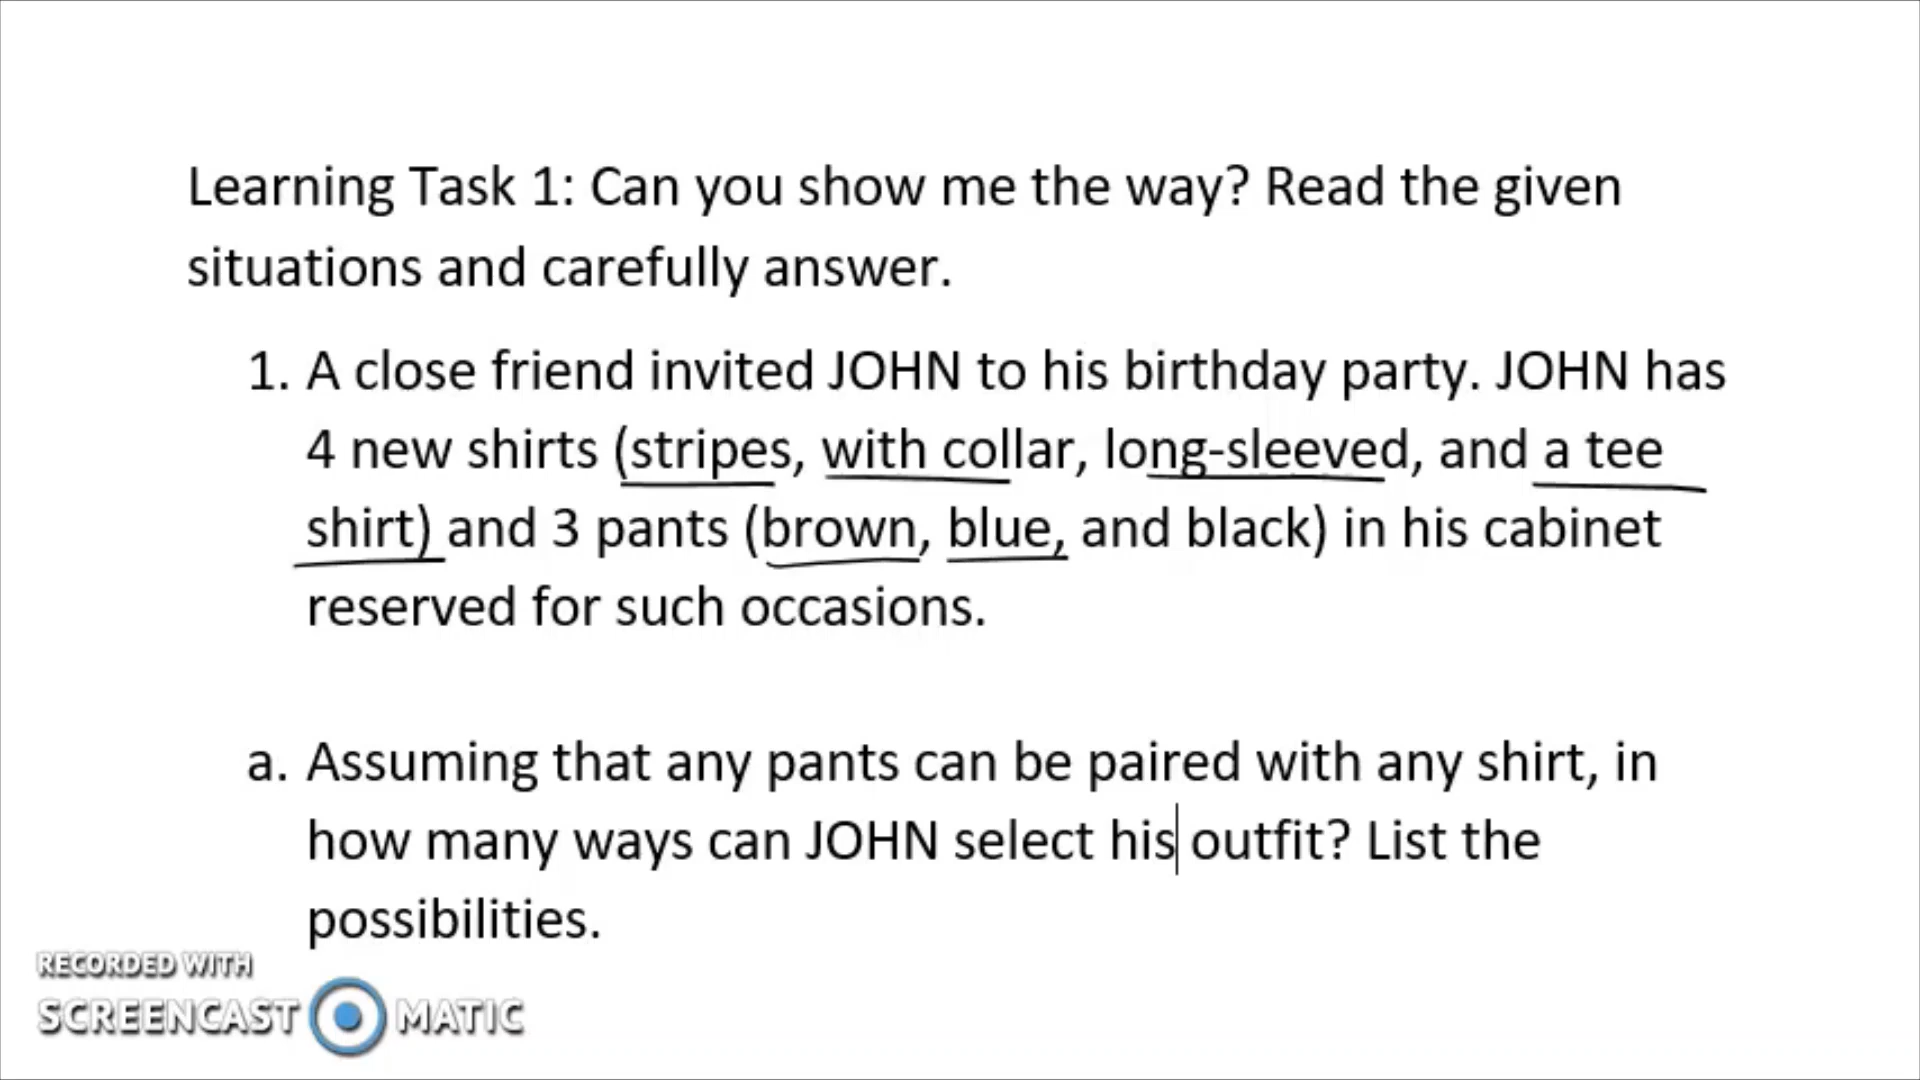 Learning Task 1: Can you show me the way? Read the given
situations and carefully answer.
1. A close friend invited JOHN to his birthday party. JOHN has
4 new shirts (stripes, with collar, long-sleeved, and a tee
shirt) and 3 pants (brown, blue, and black) in his cabinet
reserved for such occasions.
a. Assuming that any pants can be paired with any shirt, in
how many ways can JOHN select his outfit? List the
possibilities.
RECORDED WITH
SCREENCAST MATIC